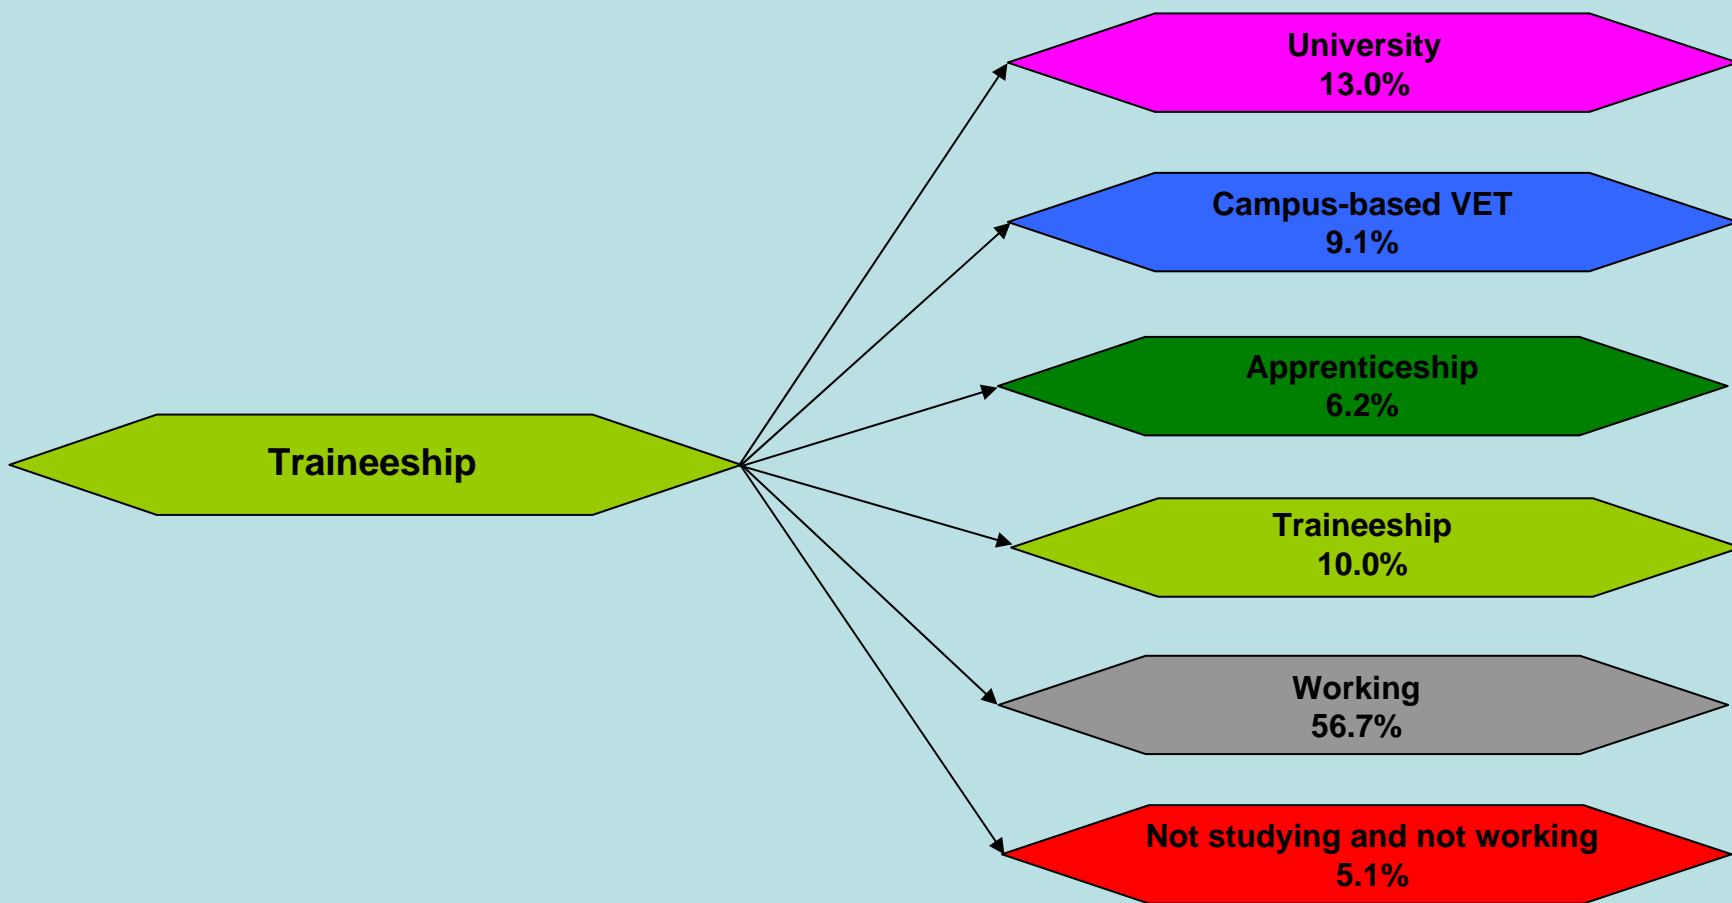 University
13.0%
Campus-based VET
9.1%
Apprenticeship
6.2%
Traineeship
Traineeship
10.0%
Working
56.7%
Not studying and not working
5.1%